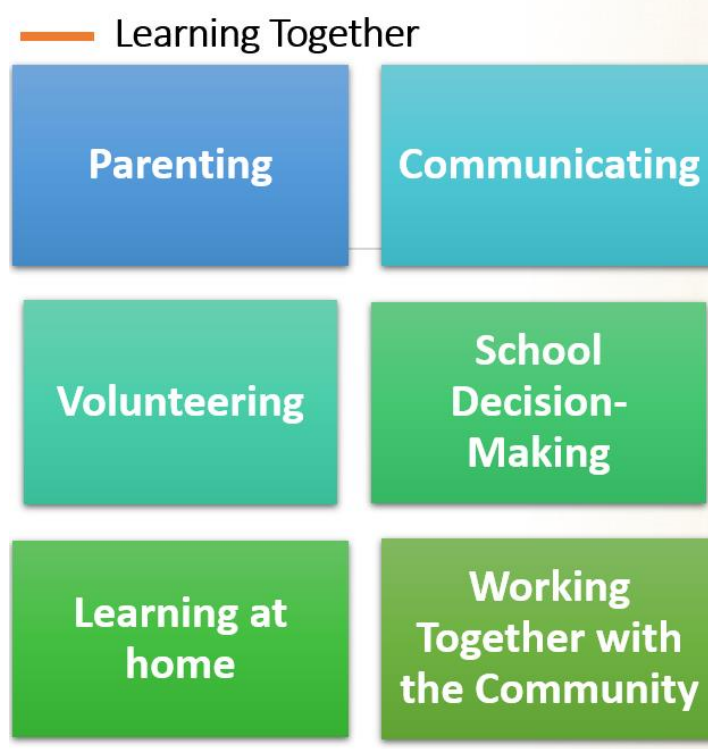 Learning Together
Parenting
Communicating
Volunteering
School
Decision-
Making
Learning at
home
Working
Together with
the Community